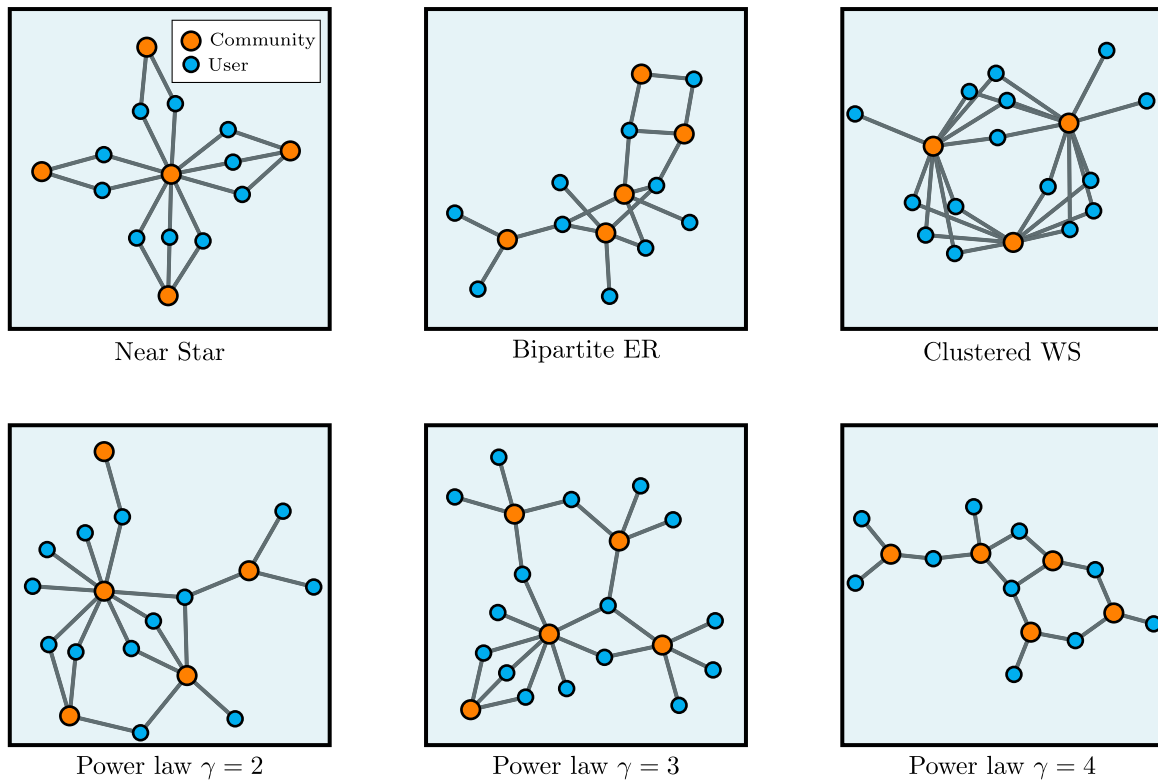 Community
User
Near Star
Bipartite ER
Clustered WS
Power law γ = 2
Power law γ = 3
Power law γ = 4